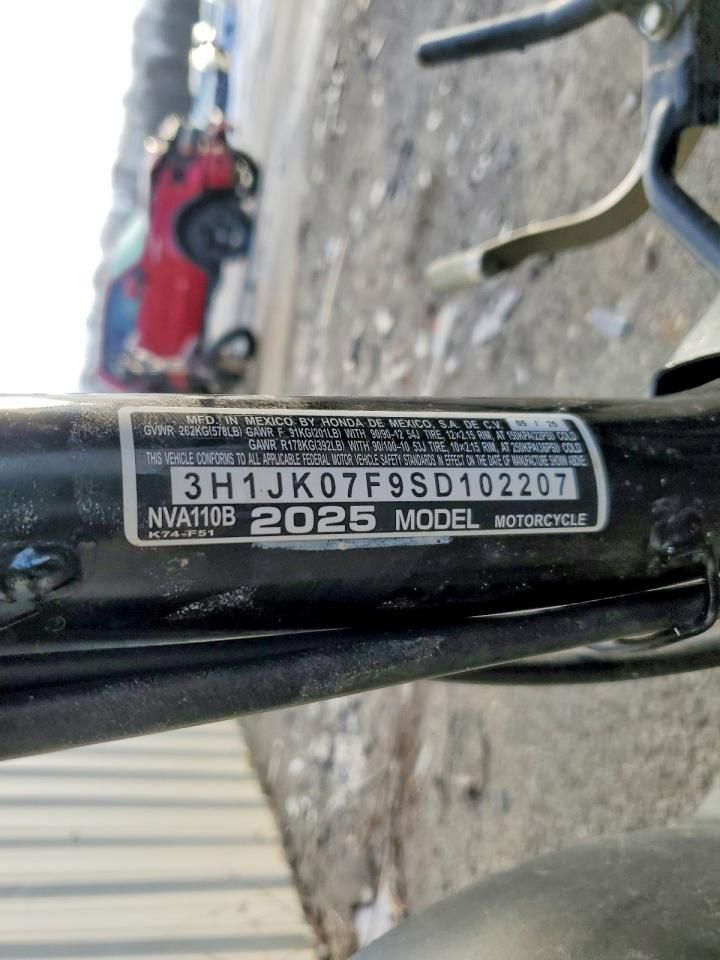 MFD. IN MEXICO BY HONDA DE MEXICO, S.A. DE C.V. 05 / 25
GVWR 262KG(578LB) GAWR F 91KG(201LB) WITH 90/90-12 54J TIRE, 12×2.15 RIM, AT 150KPA(22PSI) COLD
GAWR R178KG(392LB) WITH 90/100-10 53J TIRE, 10×2.15 RIM, AT 250KPA(36PSI) COLD
THIS VEHICLE CONFORMS TO ALL APPLICABLE FEDERAL MOTOR VEHICLE SAFETY STANDARDS IN EFFECT ON THE DATE OF MANUFACTURE SHOWN ABOVE.
3H1JK07F9SD102207
NVA110B 2025 MODEL MOTORCYCLE
K74-F51